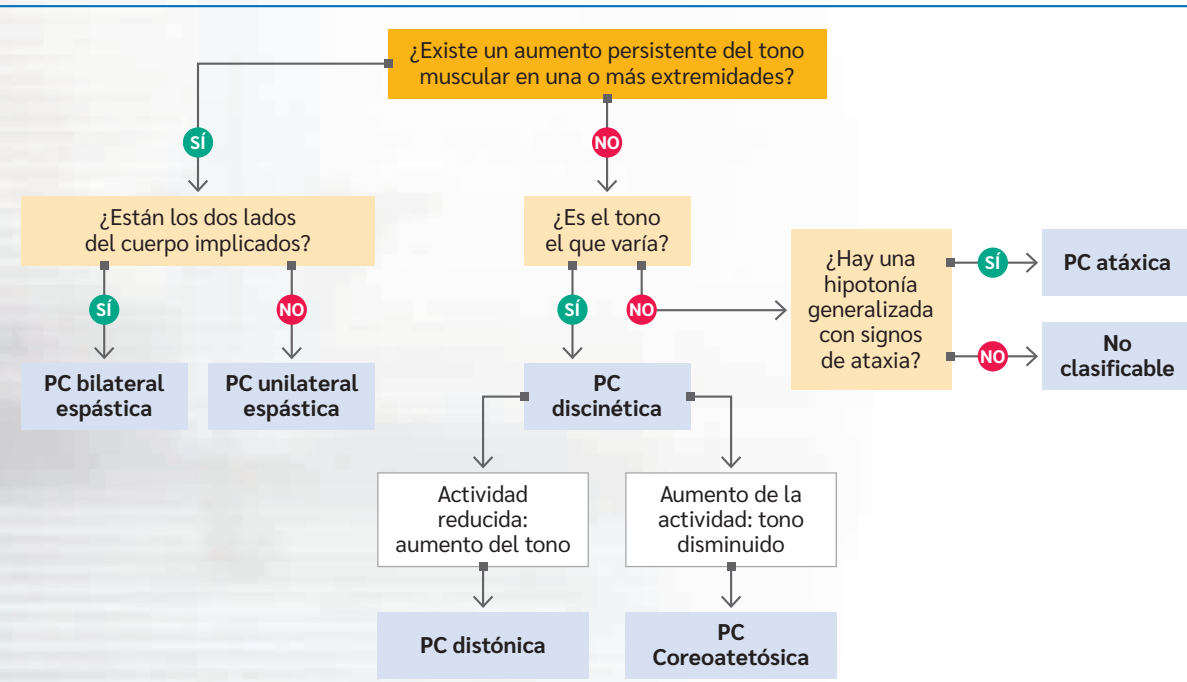 ¿Existe un aumento persistente del tono
muscular en una o más extremidades?
SÍ
NO
¿Están los dos lados
del cuerpo implicados?
¿Es el tono
el que varía?
¿Hay una
hipotonía
generalizada
con signos
de ataxia?
SÍ
PC atáxica
NO
No
clasificable
SÍ
NO
SÍ
NO
PC bilateral
espástica
PC unilateral
espástica
PC
discinética
Actividad
reducida:
aumento del tono
Aumento de la
actividad: tono
disminuido
PC distónica
PC
Coreoatetósica